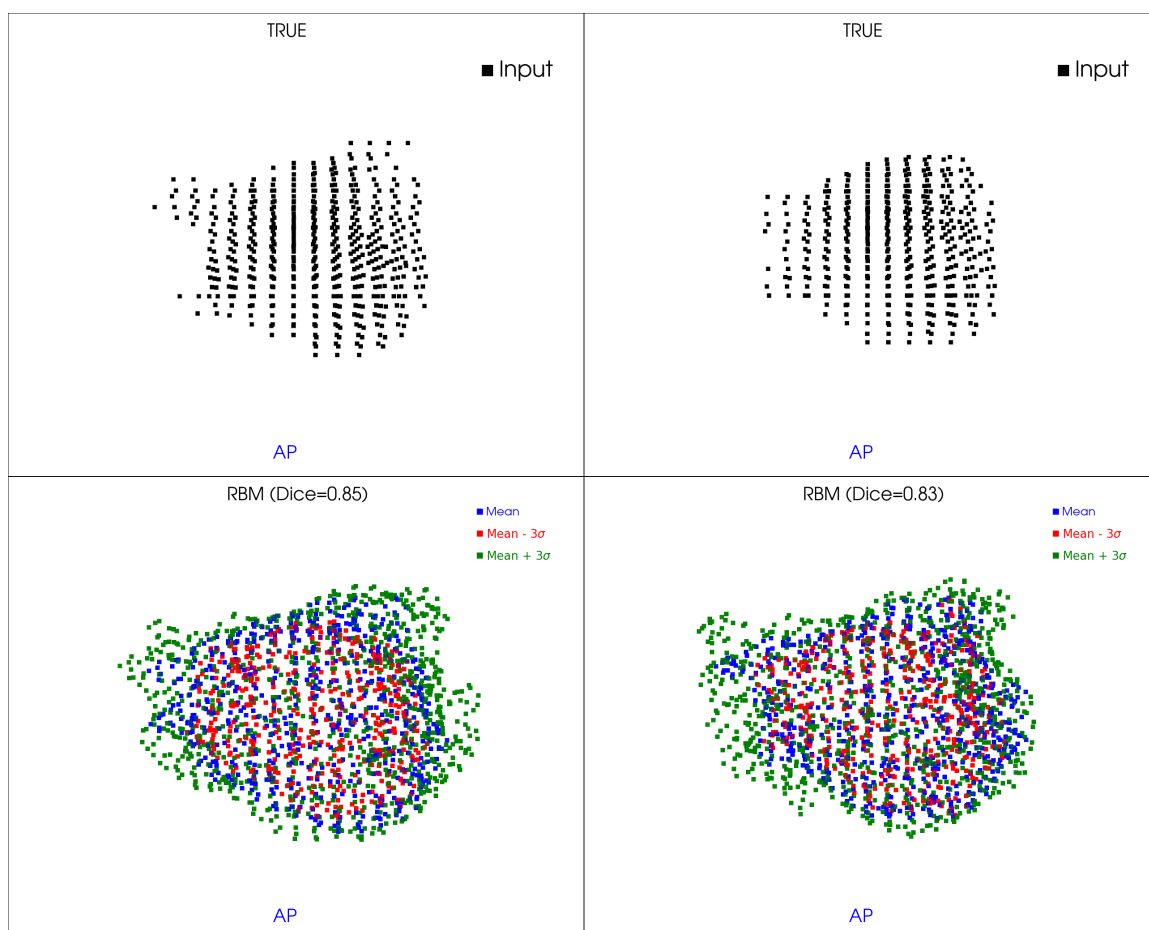 TRUE
Input
AP
TRUE
Input
AP
RBM (Dice=0.85)
Mean
Mean - 3σ
Mean + 3σ
AP
RBM (Dice=0.83)
Mean
Mean - 3σ
Mean + 3σ
AP